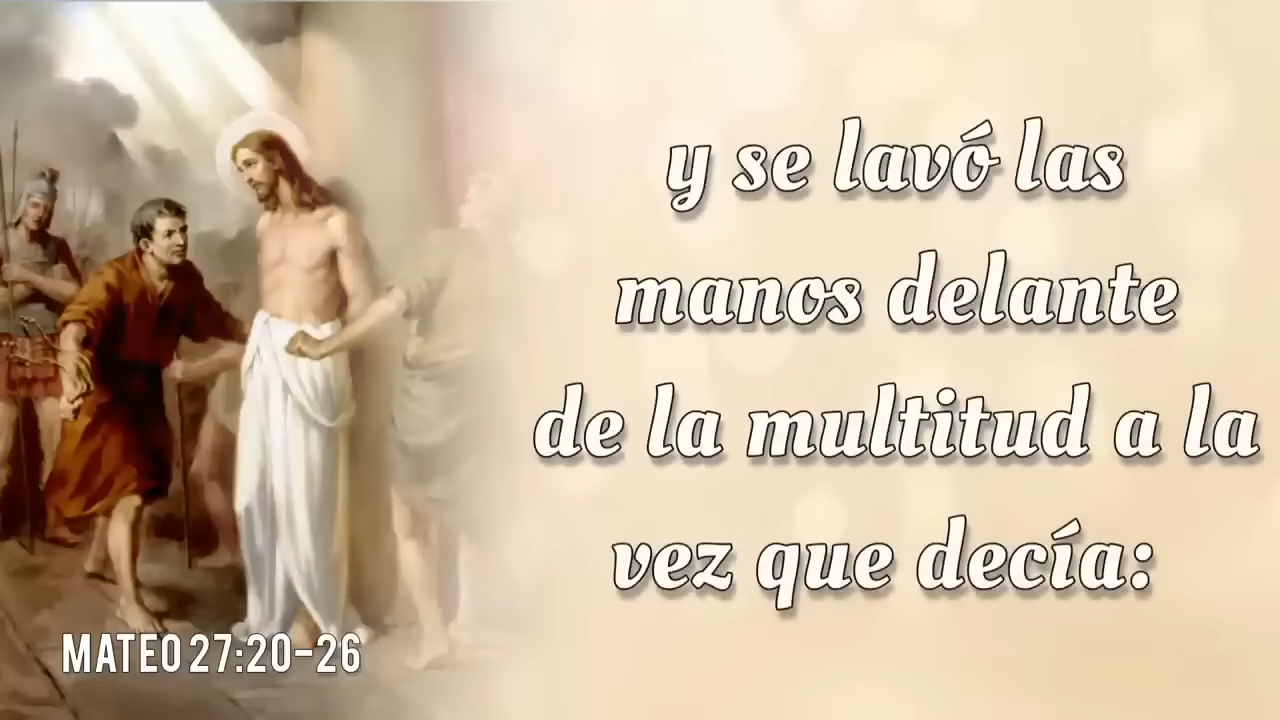 y se lavó las
manos delante
de la multitud a la
vez que decía:
MATEO 27:20-26